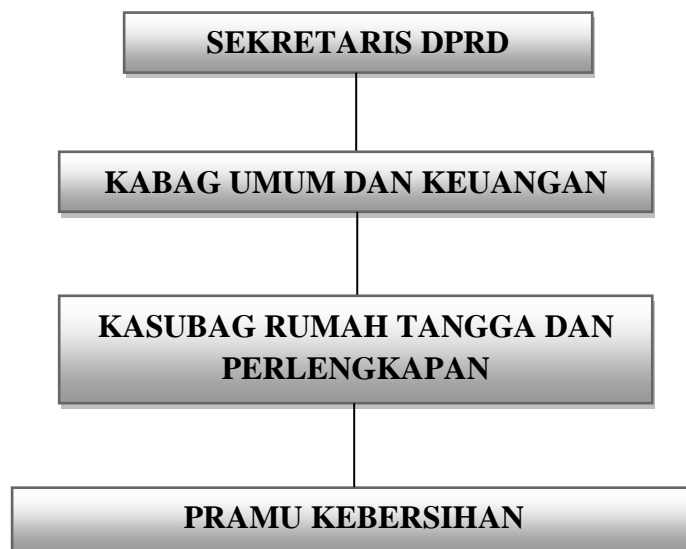 SEKRETARIS DPRD
KABAG UMUM DAN KEUANGAN
KASUBAG RUMAH TANGGA DAN
PERLENGKAPAN
PRAMU KEBERSIHAN